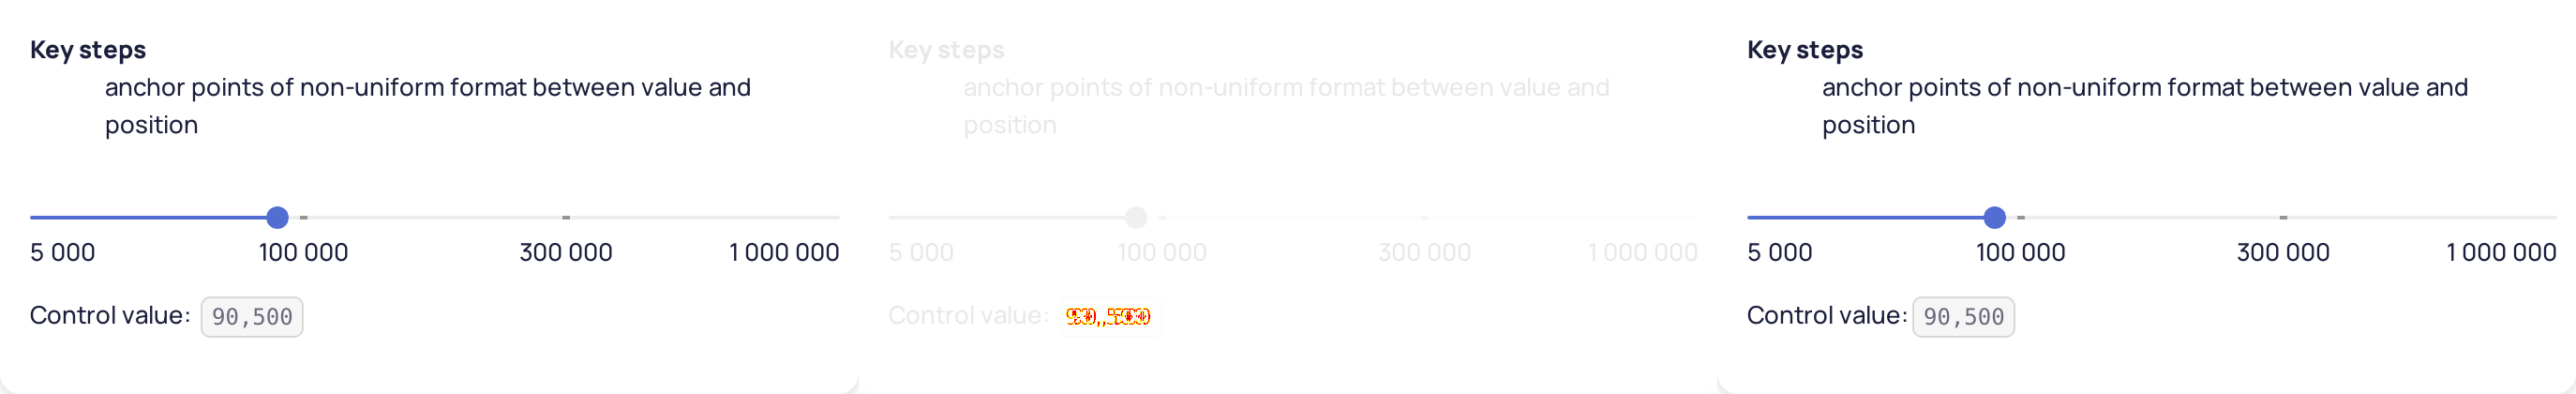 Key steps
anchor points of non-uniform format between value and
position
5 000 100 000 300 000 1 000 000
Control value: 90,500
Key steps
anchor points of non-uniform format between value and
position
5 000 100 000 300 000 1 000 000
Control value:
Key steps
anchor points of non-uniform format between value and
position
5 000 100 000 300 000 1 000 000
Control value: 90,500